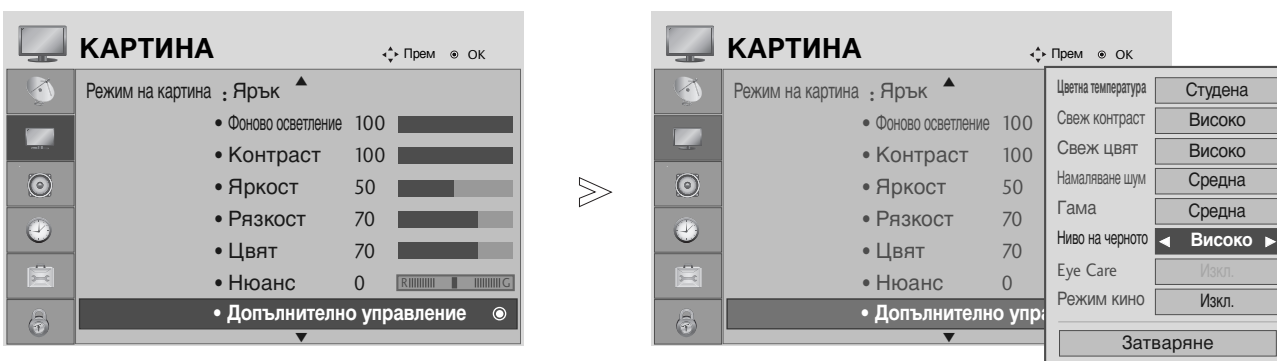 КАРТИНА
Прем OK
Режим на картина : Ярък
• Фоново осветление 100
• Контраст 100
• Яркост 50
• Рязкост 70
• Цвят 70
• Нюанс 0 R G
• Допълнително управление
КАРТИНА
Прем OK
Режим на картина : Ярък
• Фоново осветление 100
• Контраст 100
• Яркост 50
• Рязкост 70
• Цвят 70
• Нюанс 0
• Допълнително упра
Цветна температура Студена
Свеж контраст Високо
Свеж цвят Високо
Намаляване шум Средна
Гама Средна
Ниво на черното ◄ Високо ►
Eye Care Изкл.
Режим кино Изкл.
Затваряне